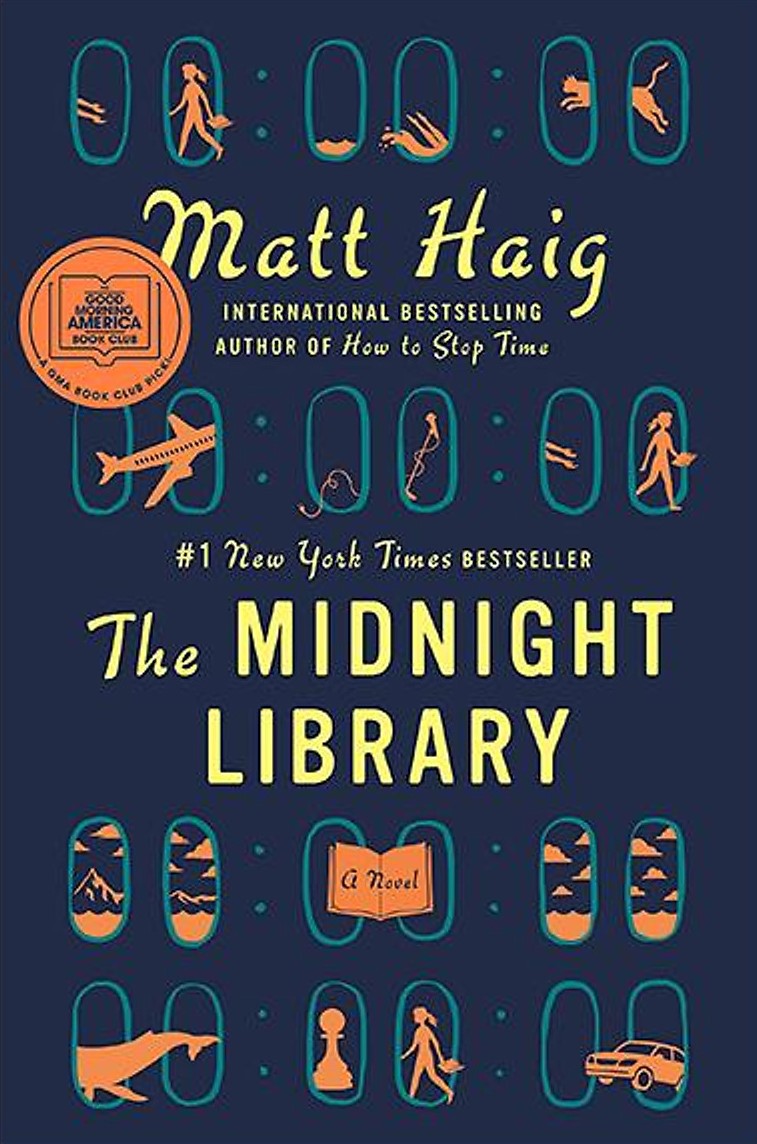 Matt Haig
INTERNATIONAL BESTSELLING
AUTHOR OF How to Stop Time
GOOD
MORNING
AMERICA
BOOK CLUB
A GMA BOOK CLUB PICK!
#1 New York Times BESTSELLER
The MIDNIGHT
LIBRARY
A Novel